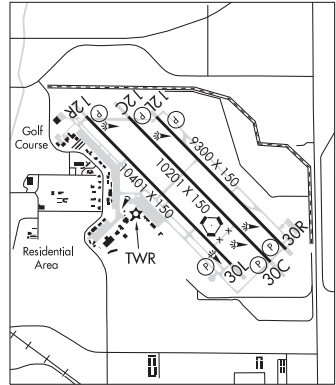 12R
12C
12L
P
P
P
Golf
Course
9300 X 150
10201 X 150
10401 X 150
Residential
Area
TWR
P
P
P
30L
30C
30R